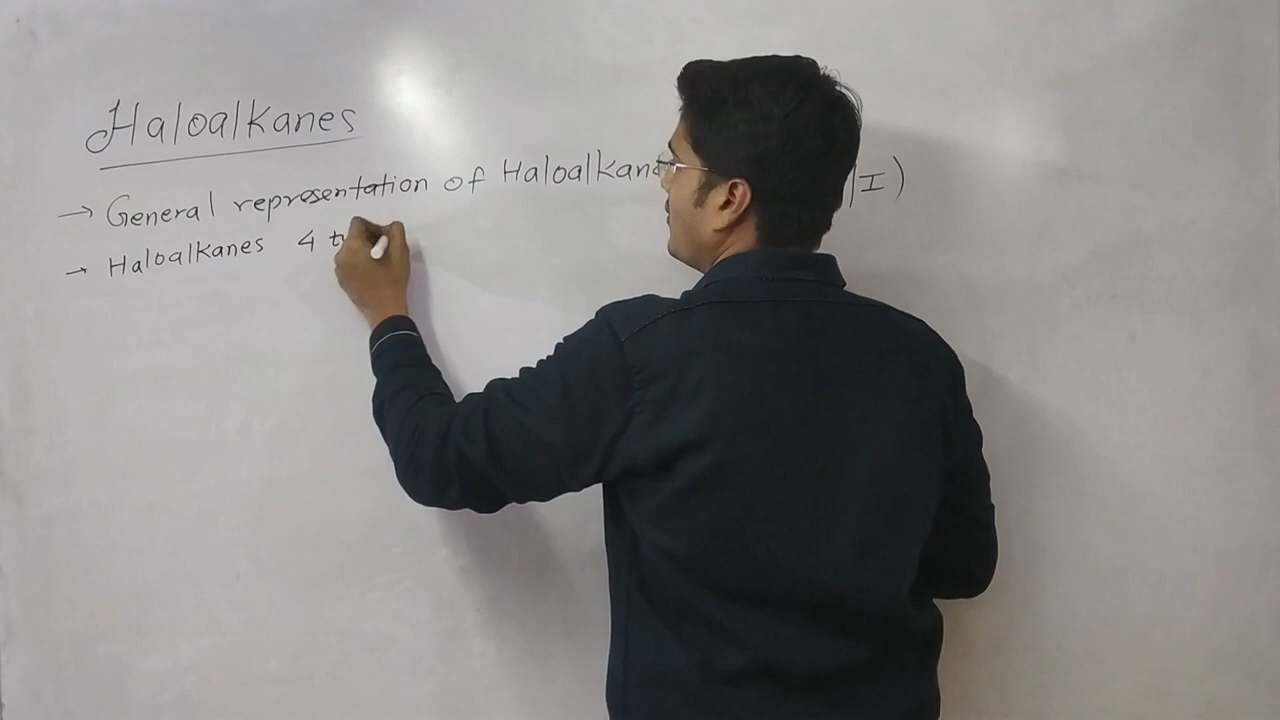 Haloalkanes
→ General representation of Haloalkane |I)
→ Haloalkanes 4